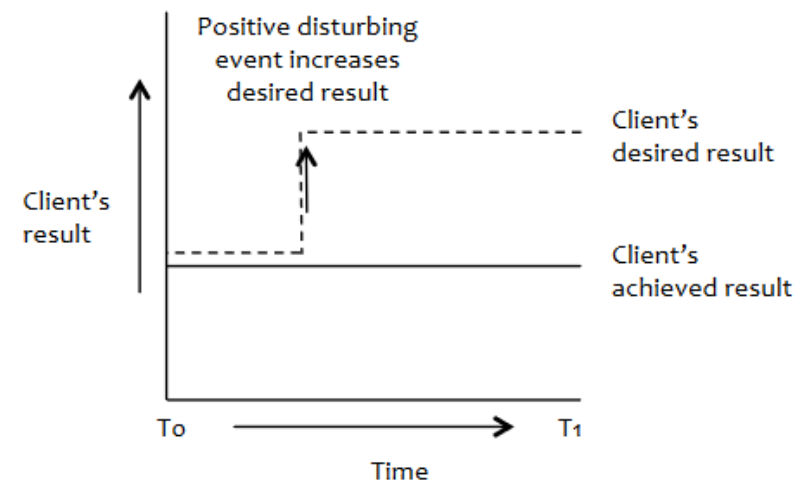 Positive disturbing
event increases
desired result
Client's
desired result
Client's
result
Client's
achieved result
To
T1
Time